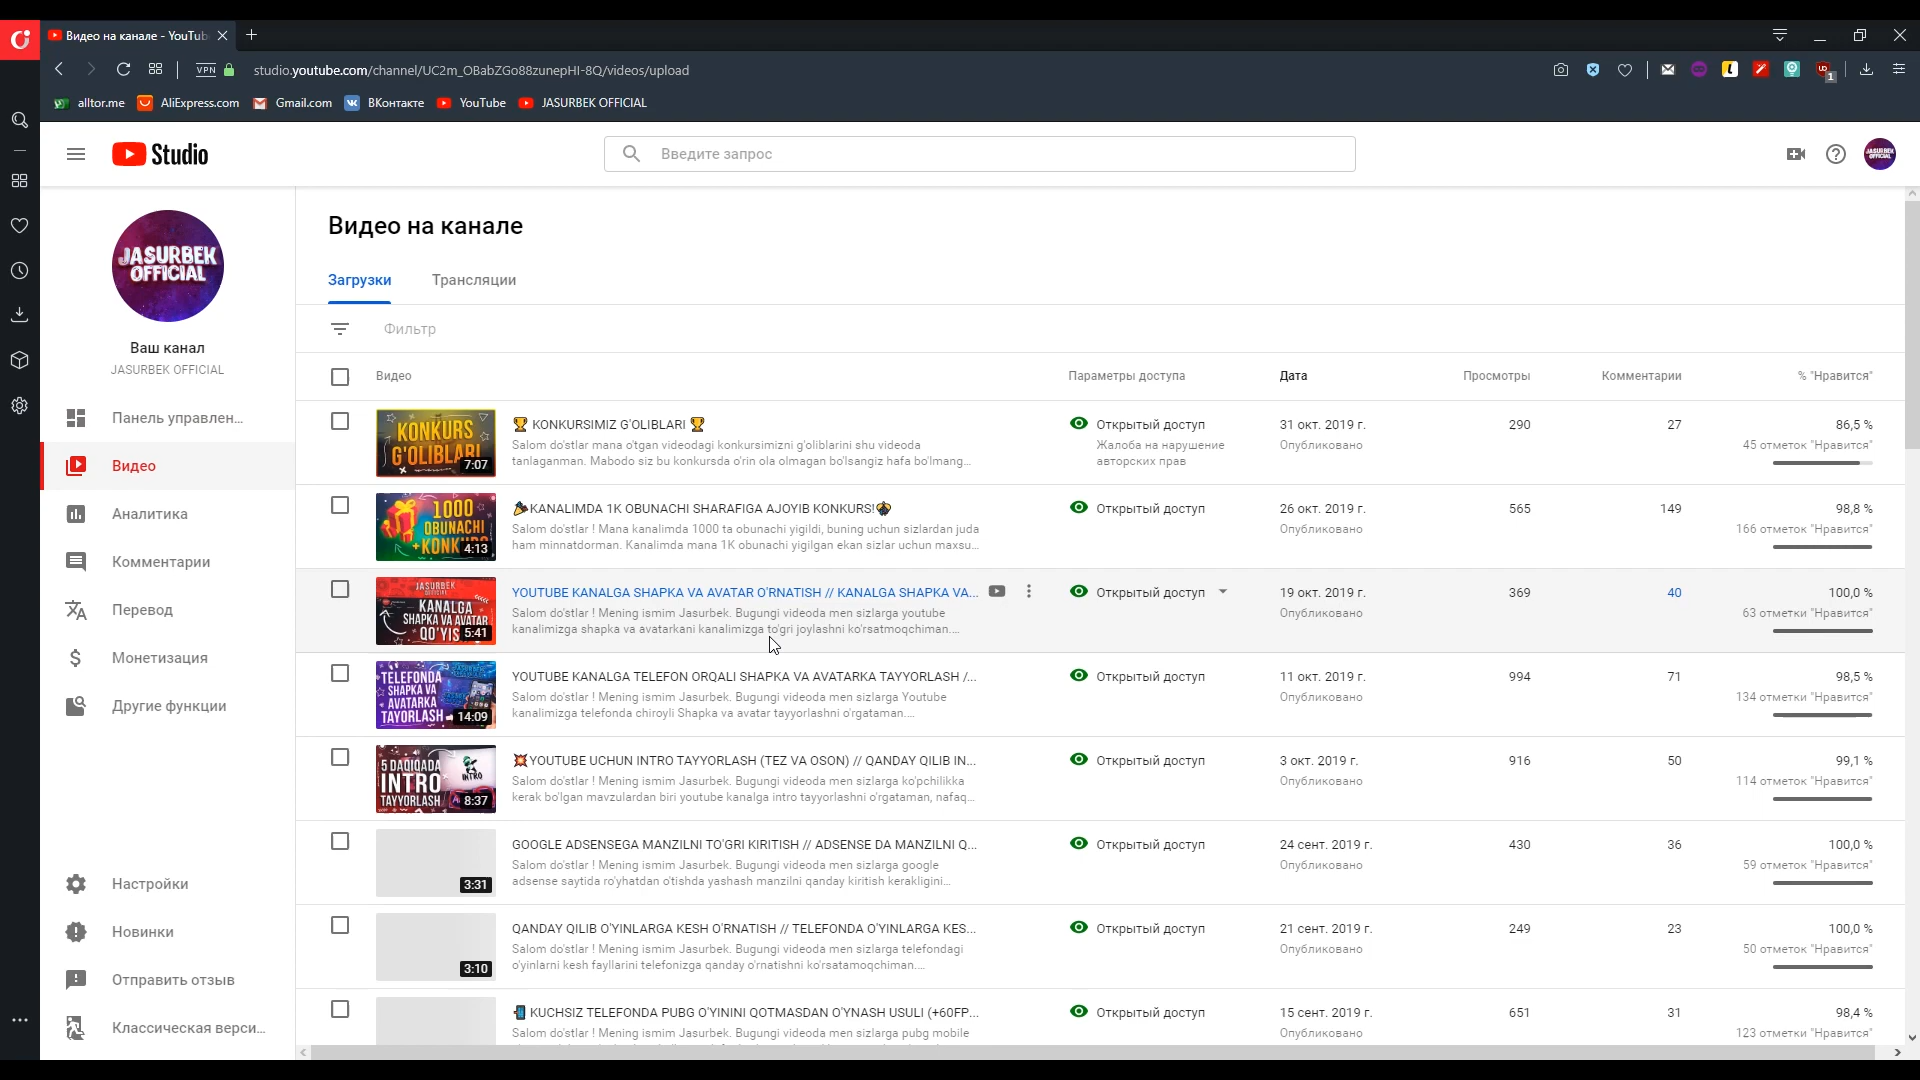 Видео на канале - YouTub
VPN
studio.youtube.com/channel/UC2m_OBabZGo88zunepHI-8Q/videos/upload
1
alltor.me
AliExpress.com
Gmail.com
ВКонтакте
YouTube
JASURBEK OFFICIAL
Studio
Введите запрос
JASURBEK
OFFICIAL
Ваш канал
JASURBEK OFFICIAL
Панель управлен...
Видео
Аналитика
Комментарии
Перевод
Монетизация
Другие функции
Настройки
Новинки
Отправить отзыв
Классическая верси...
Видео на канале
Загрузки
Трансляции
Фильтр
Видео
Параметры доступа
Дата
Просмотры
Комментарии
% "Нравится"
KONKURS
G'OLIBLARI
7:07
🏆 KONKURSIMIZ G'OLIBLARI 🏆
Salom do'stlar mana o'tgan videodagi konkursimizni g'oliblarini shu videoda
tanlaganman. Mabodo siz bu konkursda o'rin ola olmagan bo'lsangiz hafa bo'lmang...
Открытый доступ
Жалоба на нарушение
авторских прав
31 окт. 2019 г.
Опубликовано
290
27
86,5 %
45 отметок "Нравится"
1000
OBUNACHI
4:13
KANALIMDA 1K OBUNACHI SHARAFIGA AJOYIB KONKURS!
Salom do'stlar ! Mana kanalimda 1000 ta obunachi yigildi, buning uchun sizlardan juda
ham minnatdorman. Kanalimda mana 1K obunachi yigilgan ekan sizlar uchun maxsu...
Открытый доступ
26 окт. 2019 г.
Опубликовано
565
149
98,8 %
166 отметок "Нравится"
JASURBEK
OFFICIAL
KANALGA
SHAPKA VA AVATAR
QO'YIS
5:41
YOUTUBE KANALGA SHAPKA VA AVATAR O'RNATISH // KANALGA SHAPKA VA...
Salom do'stlar ! Mening ismim Jasurbek. Bugungi videoda men sizlarga youtube
kanalimizga shapka va avatarkani kanalimizga to'gri joylashni ko'rsatmoqchiman....
Открытый доступ
19 окт. 2019 г.
Опубликовано
369
40
100,0 %
63 отметки "Нравится"
TELEFONDA
SHAPKA VA
AVATARKA
TAYORLASH
14:09
YOUTUBE KANALGA TELEFON ORQALI SHAPKA VA AVATARKA TAYYORLASH /...
Salom do'stlar ! Mening ismim Jasurbek. Bugungi videoda men sizlarga Youtube
kanalimizga telefonda chiroyli Shapka va avatar tayyorlashni o'rgataman....
Открытый доступ
11 окт. 2019 г.
Опубликовано
994
71
98,5 %
134 отметки "Нравится"
5 DAQIQADA
INTRO
TAYYORLASH
INTRO
8:37
💥YOUTUBE UCHUN INTRO TAYYORLASH (TEZ VA OSON) // QANDAY QILIB IN...
Salom do'stlar ! Mening ismim Jasurbek. Bugungi videoda men sizlarga ko'pchilikka
kerak bo'lgan mavzulardan biri youtube kanalga intro tayyorlashni o'rgataman, nafaq...
Открытый доступ
3 окт. 2019 г.
Опубликовано
916
50
99,1 %
114 отметок "Нравится"
3:31
GOOGLE ADSENSEGA MANZILNI TO'GRI KIRITISH // ADSENSE DA MANZILNI Q...
Salom do'stlar ! Mening ismim Jasurbek. Bugungi videoda men sizlarga google
adsense saytida ro'yhatdan o'tishda yashash manzilni qanday kiritish kerakligini...
Открытый доступ
24 сент. 2019 г.
Опубликовано
430
36
100,0 %
59 отметок "Нравится"
3:10
QANDAY QILIB O'YINLARGA KESH O'RNATISH // TELEFONDA O'YINLARGA KES...
Salom do'stlar ! Mening ismim Jasurbek. Bugungi videoda men sizlarga telefondagi
o'yinlarni kesh fayllarini telefonizga qanday o'rnatishni ko'rsatamoqchiman....
Открытый доступ
21 сент. 2019 г.
Опубликовано
249
23
100,0 %
50 отметок "Нравится"
📱 KUCHSIZ TELEFONDA PUBG O'YININI QOTMASDAN O'YNASH USULI (+60FP...
Salom do'stlar ! Mening ismim Jasurbek. Bugungi videoda men sizlarga pubg mobile
Открытый доступ
15 сент. 2019 г.
Опубликовано
651
31
98,4 %
123 отметки "Нравится"